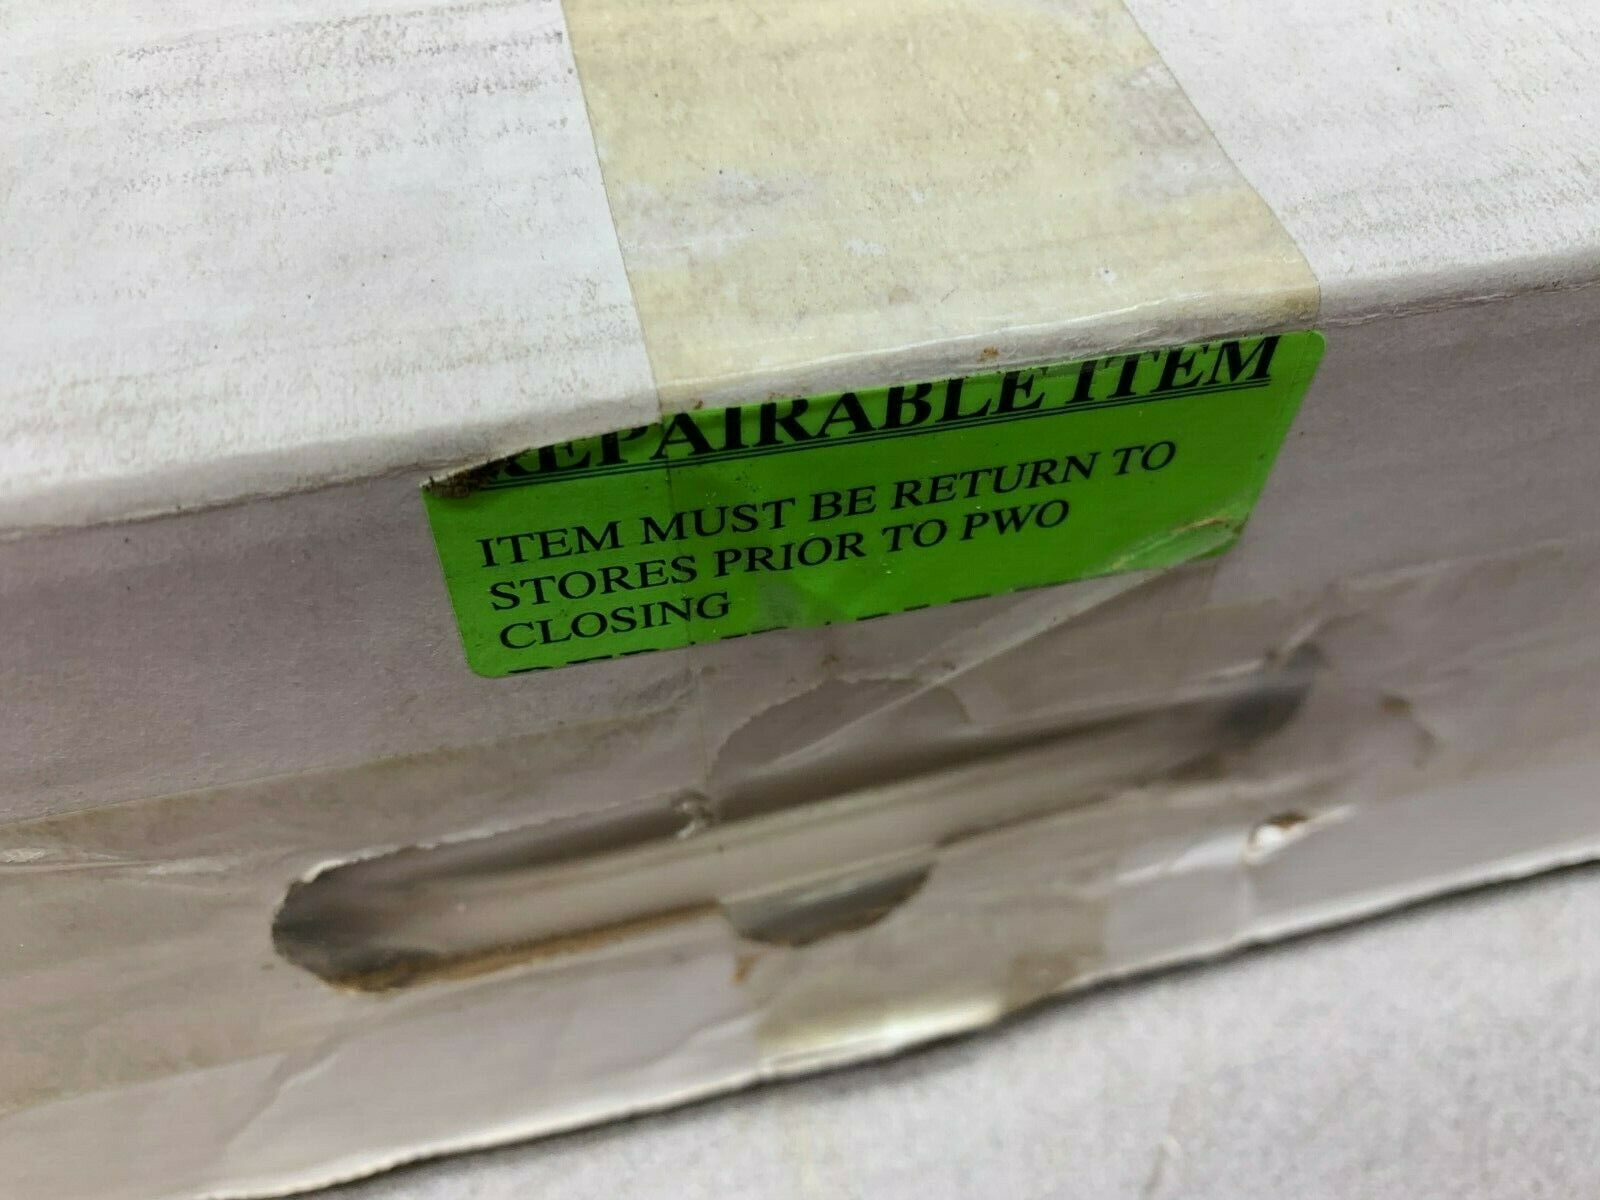 REPAIRABLE ITEM
ITEM MUST BE RETURN TO
STORES PRIOR TO PWO
CLOSING